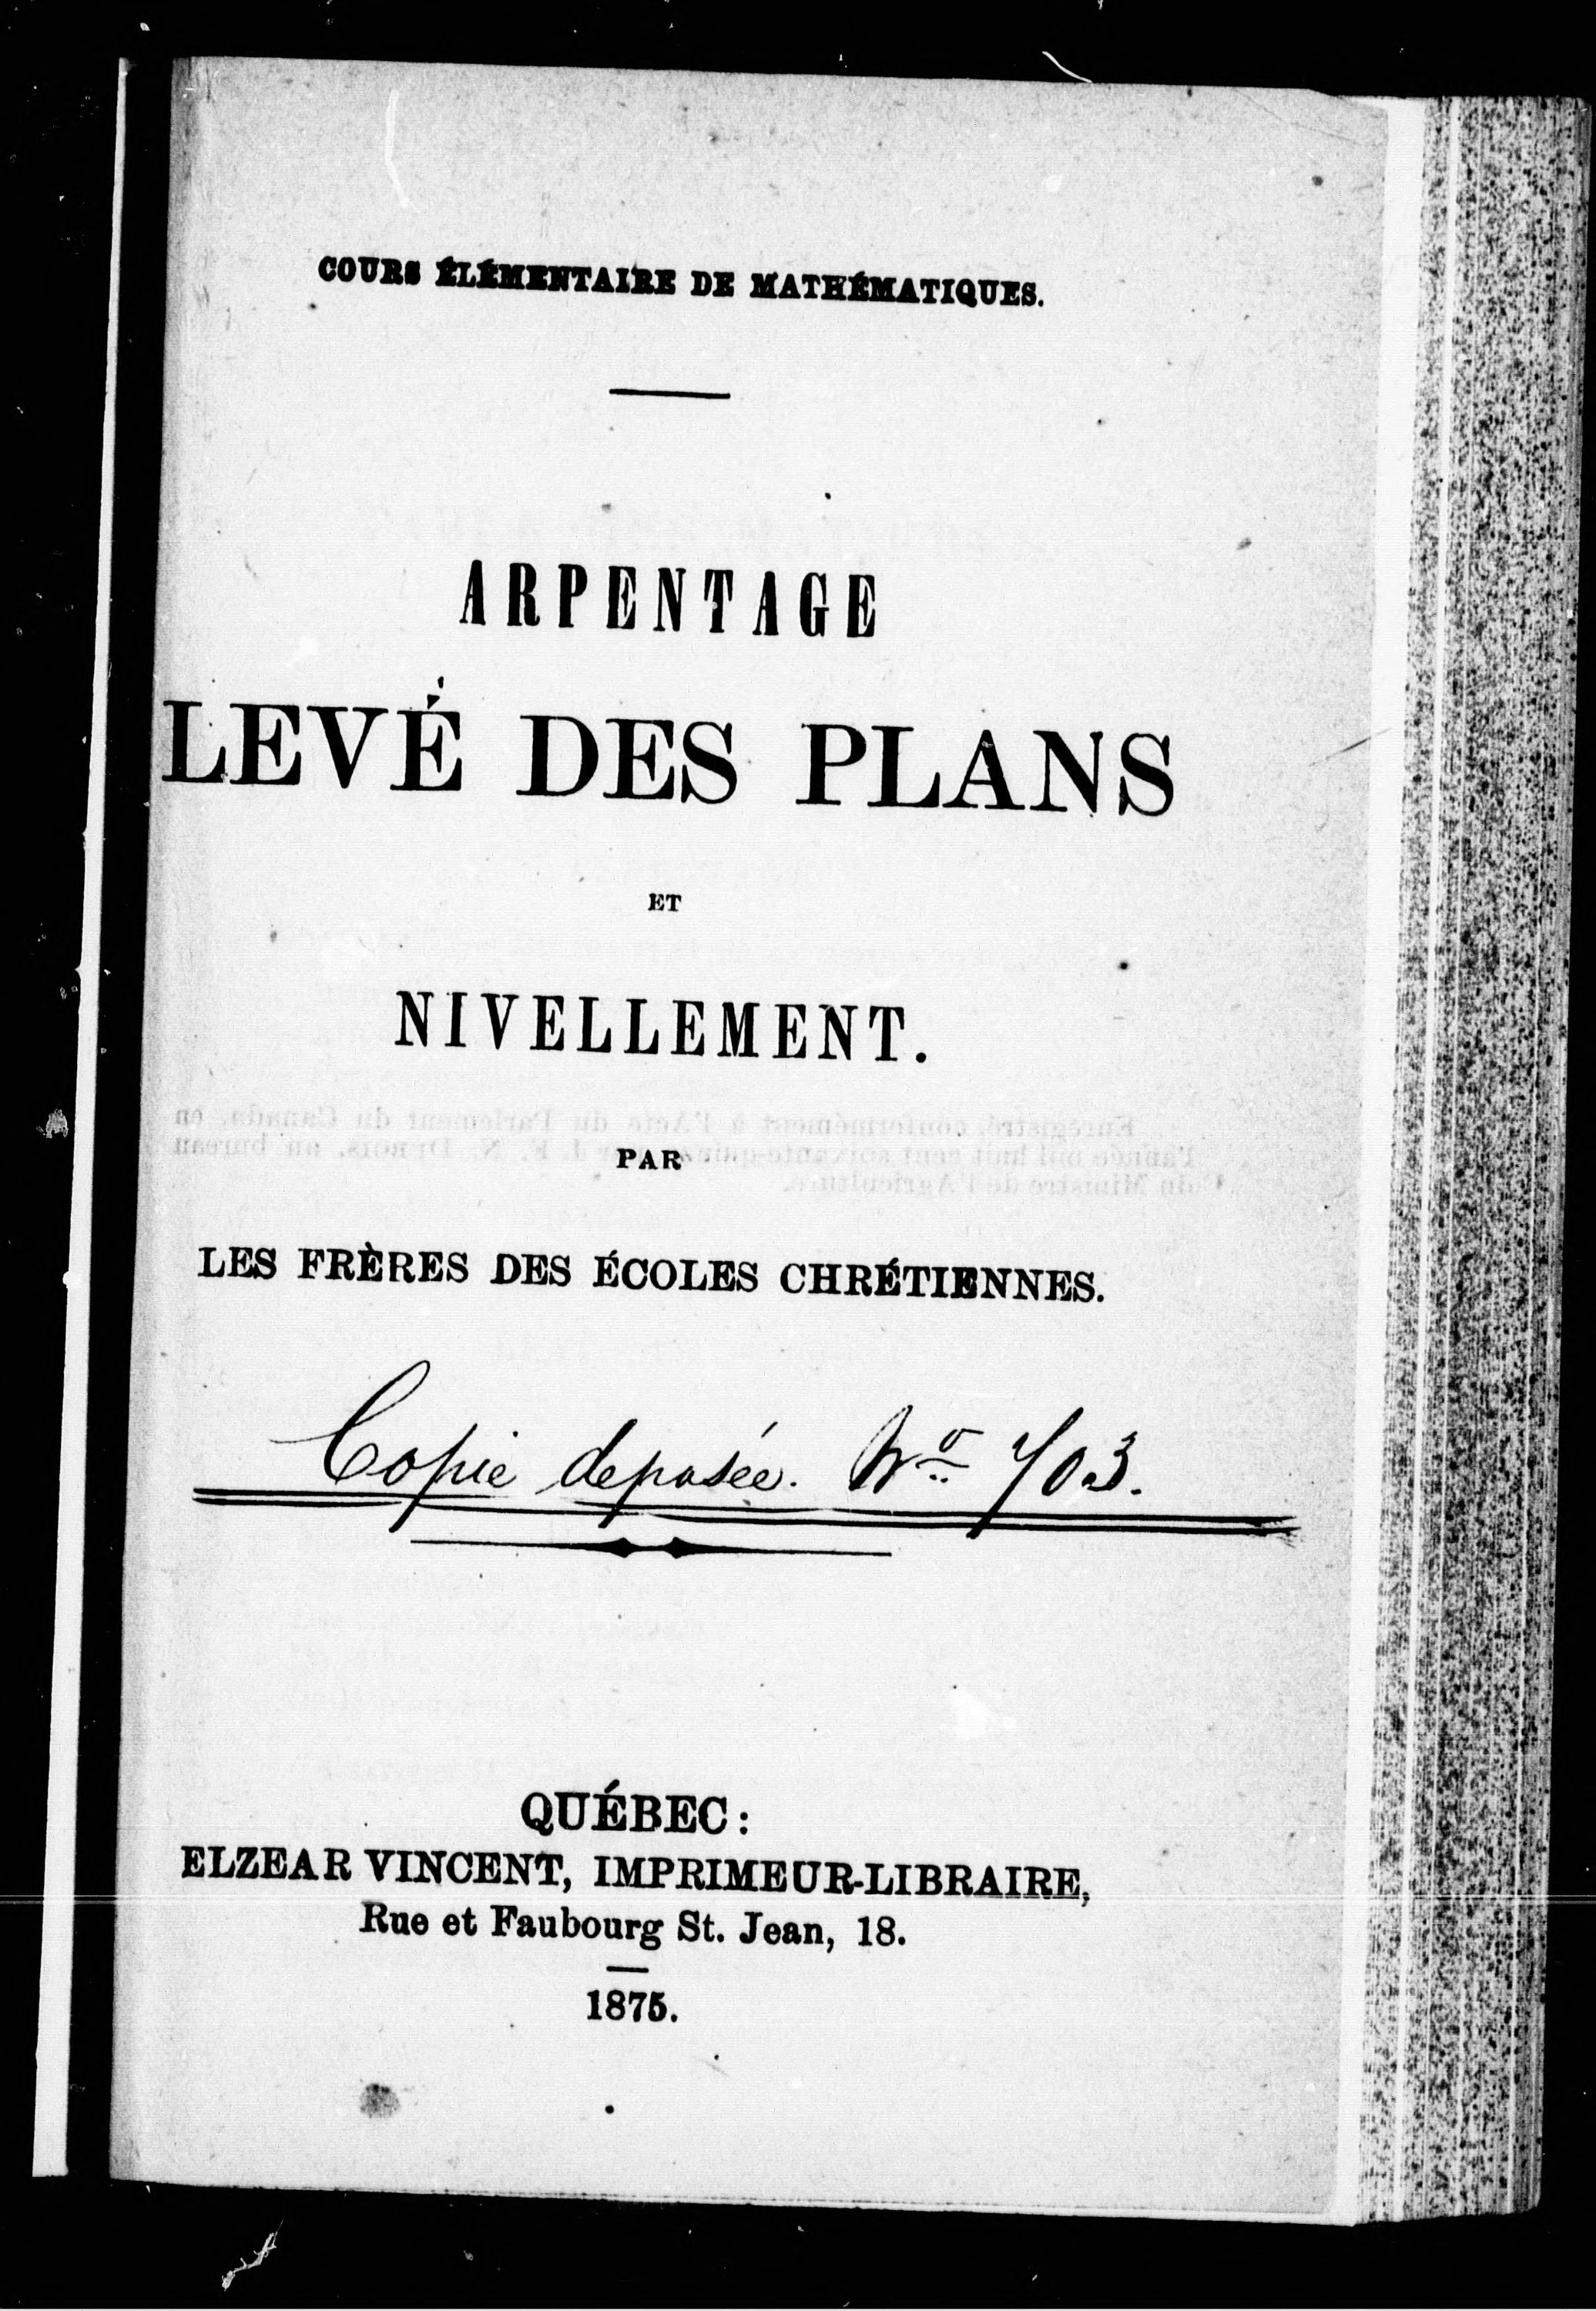 COURS ÉLÉMENTAIRE DE MATHÉMATIQUES.
ARPENTAGE
LEVÉ DES PLANS
ET
NIVELLEMENT.
PAR
LES FRÈRES DES ÉCOLES CHRÉTIENNES.
Copie deposée. No 703.
QUÉBEC:
ELZEAR VINCENT, IMPRIMEUR-LIBRAIRE,
Rue et Faubourg St. Jean, 18.
1875.